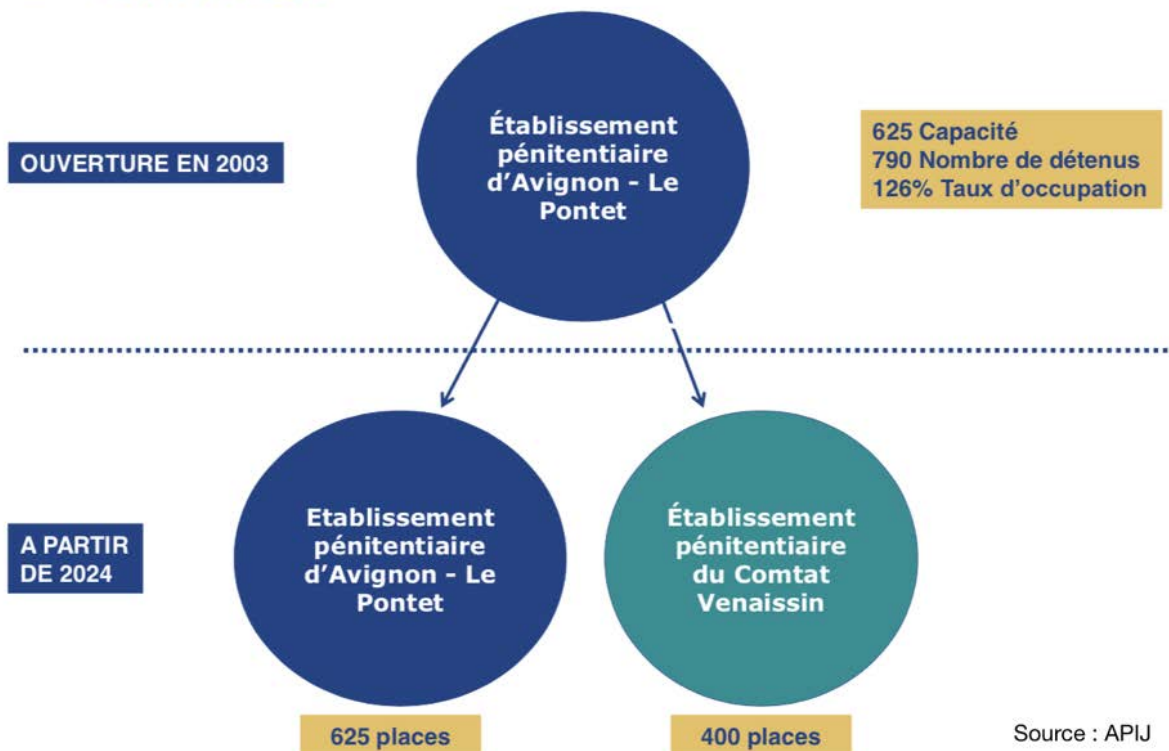 OUVERTURE EN 2003
Établissement
pénitentiaire
d'Avignon - Le
Pontet
625 Capacité
790 Nombre de détenus
126% Taux d'occupation
A PARTIR
DE 2024
Etablissement
pénitentiaire
d'Avignon - Le
Pontet
Établissement
pénitentiaire
du Comtat
Venaissin
625 places
400 places
Source : APIJ